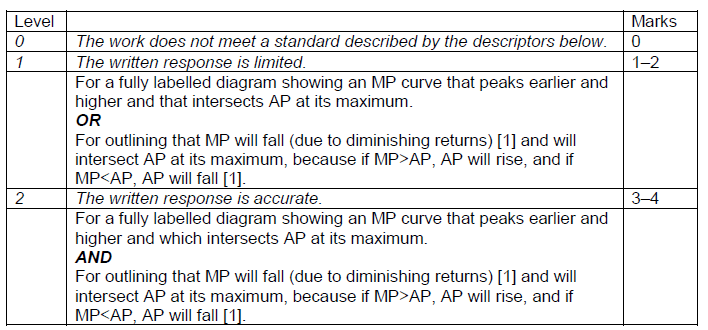 Level Marks
0 The work does not meet a standard described by the descriptors below. 0
1 The written response is limited. 1–2
For a fully labelled diagram showing an MP curve that peaks earlier and
higher and that intersects AP at its maximum.
OR
For outlining that MP will fall (due to diminishing returns) [1] and will
intersect AP at its maximum, because if MP>AP, AP will rise, and if
MP<AP, AP will fall [1].
2 The written response is accurate. 3–4
For a fully labelled diagram showing an MP curve that peaks earlier and
higher and which intersects AP at its maximum.
AND
For outlining that MP will fall (due to diminishing returns) [1] and will
intersect AP at its maximum, because if MP>AP, AP will rise, and if
MP<AP, AP will fall [1].